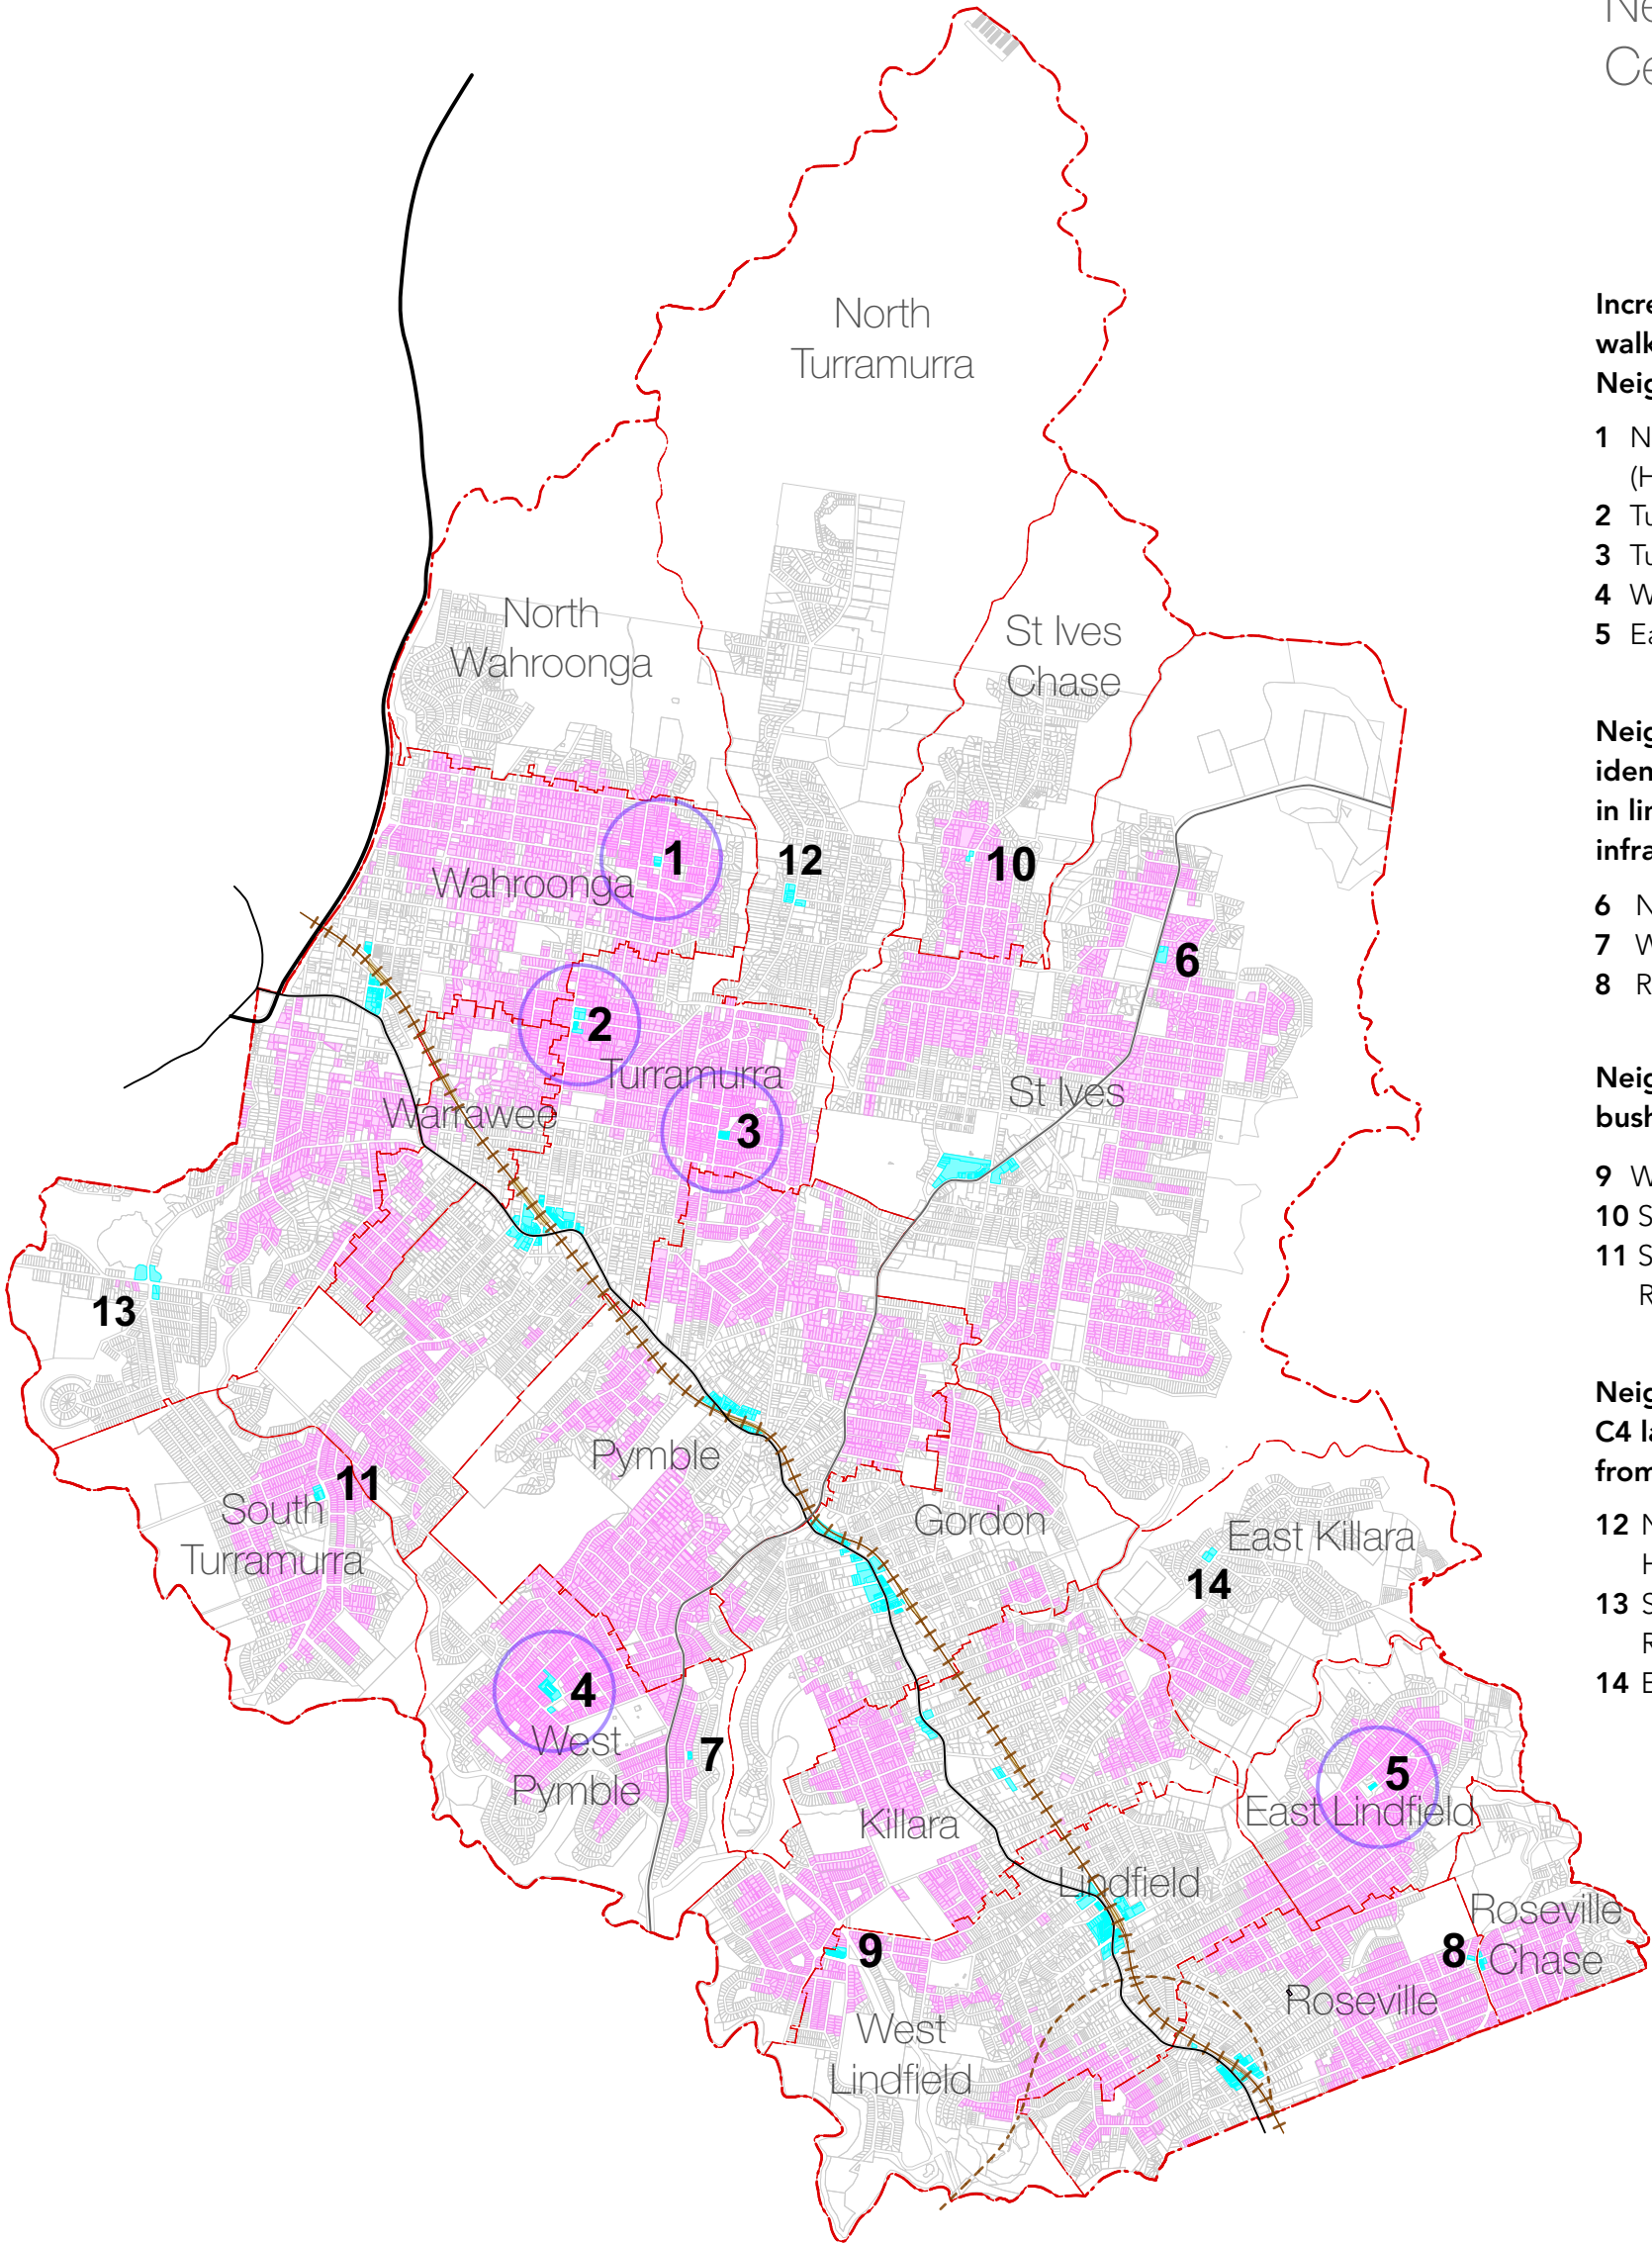 North
Turramurra
North
Wahroonga
St Ives
Chase
1
12
10
Wahroonga
6
2
Turramurra
St Ives
Warrawee
3
13
Pymble
11
South
Turramurra
Gordon
East Killara
14
4
West
Pymble
7
5
East Lindfield
Killara
Lindfield
Roseville
Chase
9
8
Roseville
West
Lindfield
1
2
3
4
5
6
7
8
bush
9
10
11
C4
from
12
13
14